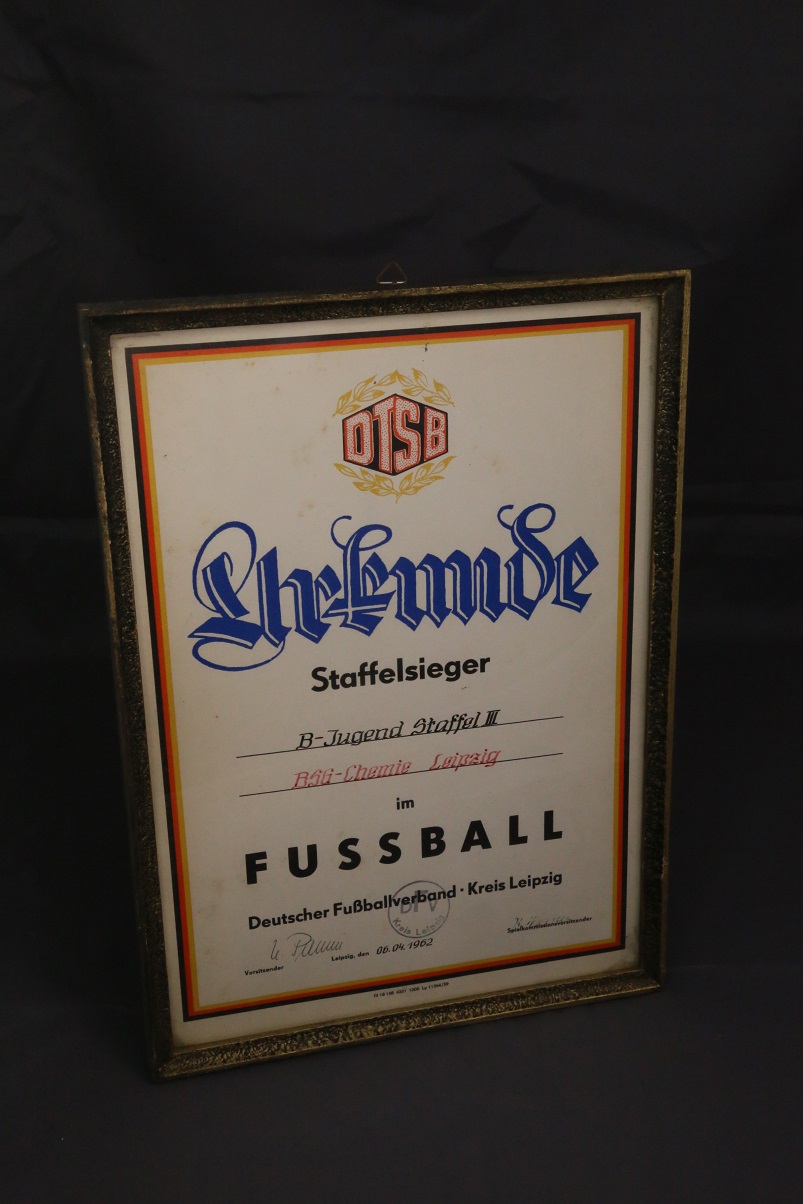 DTSB
Urkunde
Staffelsieger
B-Jugend Staffel III
BSG-Chemie Leipzig
im
FUSSBALL
Deutscher Fußballverband · Kreis Leipzig
DFV
Kreis Leipzig
Vorsitzender
Leipzig, den 06.04.1962
Spielkommissionsvorsitzender